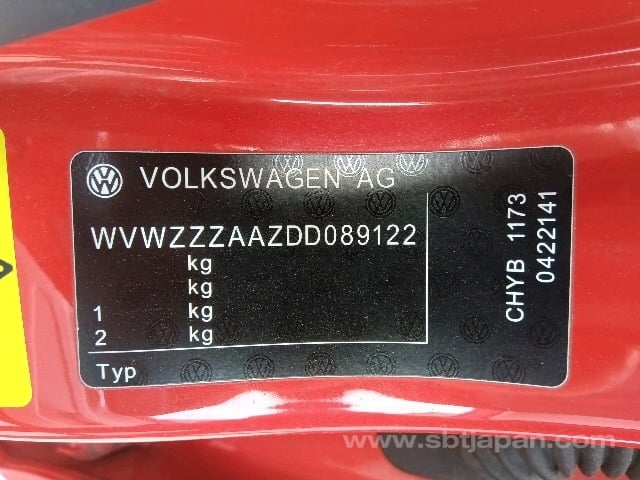 VOLKSWAGEN AG
WVWZZZAAZDD089122
kg
kg
1 kg
2 kg
Typ
CHYB 1173
0422141
www.sbtjapan.com